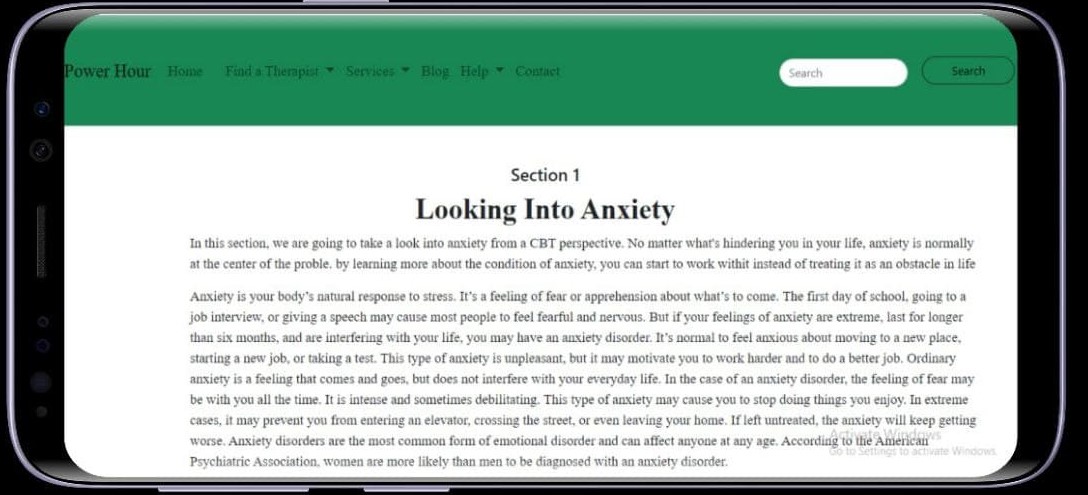 Power Hour Home Find a Therapist Services Blog Help Contact Search Search
Section 1
Looking Into Anxiety
In this section, we are going to take a look into anxiety from a CBT perspective. No matter what's hindering you in your life, anxiety is normally
at the center of the proble. by learning more about the condition of anxiety, you can start to work withit instead of treating it as an obstacle in life
Anxiety is your body's natural response to stress. It's a feeling of fear or apprehension about what's to come. The first day of school, going to a
job interview, or giving a speech may cause most people to feel fearful and nervous. But if your feelings of anxiety are extreme, last for longer
than six months, and are interfering with your life, you may have an anxiety disorder. It's normal to feel anxious about moving to a new place,
starting a new job, or taking a test. This type of anxiety is unpleasant, but it may motivate you to work harder and to do a better job. Ordinary
anxiety is a feeling that comes and goes, but does not interfere with your everyday life. In the case of an anxiety disorder, the feeling of fear may
be with you all the time. It is intense and sometimes debilitating. This type of anxiety may cause you to stop doing things you enjoy. In extreme
cases, it may prevent you from entering an elevator, crossing the street, or even leaving your home. If left untreated, the anxiety will keep getting
worse. Anxiety disorders are the most common form of emotional disorder and can affect anyone at any age. According to the American
Psychiatric Association, women are more likely than men to be diagnosed with an anxiety disorder.
Activate Windows
Go to Settings to activate Windows.